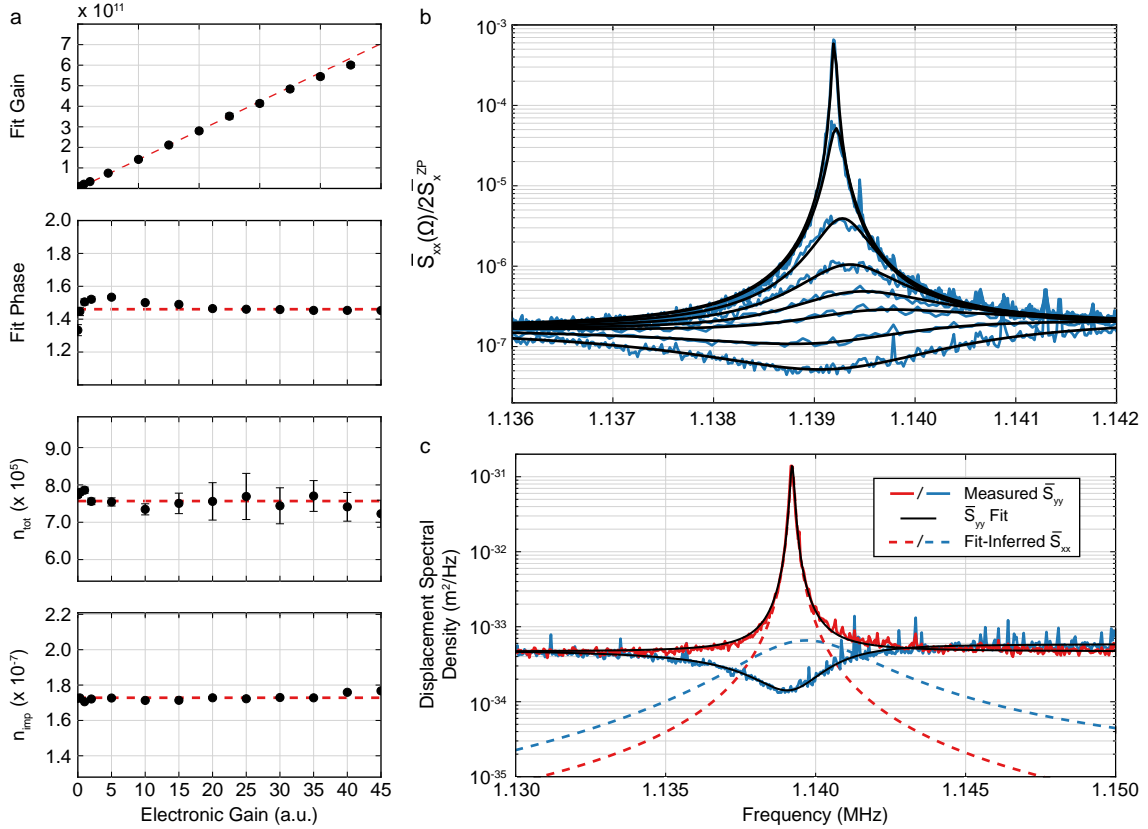 a
6 x 10¹¹
7
6
5
4
3
2
1
Fit Gain
2.0
1.8
1.6
1.4
1.2
Fit Phase
9.0
8.0
7.0
6.0
n_tot (x 10⁵)
2.2
2.0
1.8
1.6
1.4
n_imp (x 10⁻⁷)
0 5 10 15 20 25 30 35 40 45
Electronic Gain (a.u.)
b
10⁻³
10⁻⁴
10⁻⁵
10⁻⁶
10⁻⁷
S̅_xx(Ω)/2S̅_x^ZP
1.136 1.137 1.138 1.139 1.140 1.141 1.142
c
10⁻³¹
10⁻³²
10⁻³³
10⁻³⁴
10⁻³⁵
Displacement Spectral
Density (m²/Hz)
/ Measured S̅_yy
S̅_yy Fit
/ Fit-Inferred S̅_xx
1.130 1.135 1.140 1.145 1.150
Frequency (MHz)